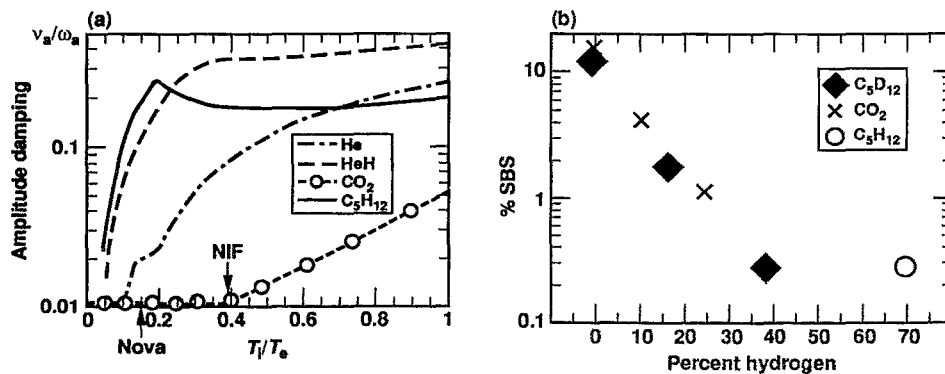 (a)
νa/ωa
Amplitude damping
0.1
0.01
He
HeH
CO2
C5H12
NIF
Nova
0 0.2 0.4 0.6 0.8 1
Ti/Te
(b)
% SBS
10
1
0.1
C5D12
CO2
C5H12
0 10 20 30 40 50 60 70
Percent hydrogen